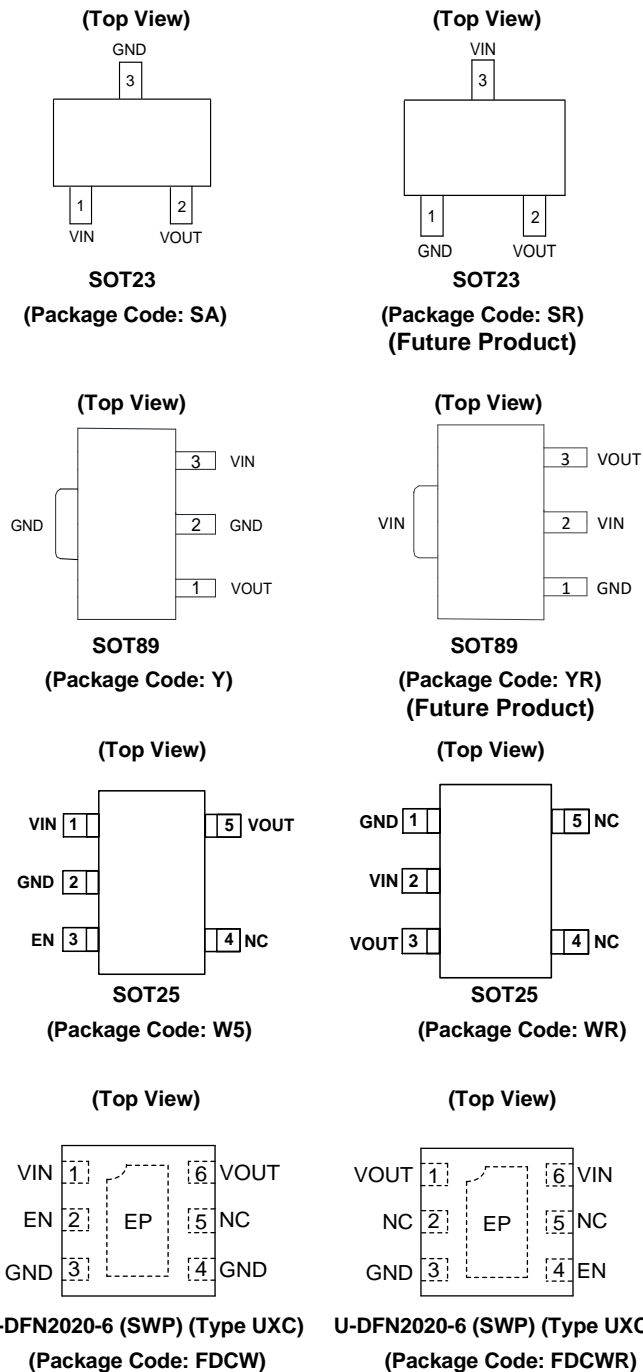 (Top View)
GND
3
1
2
VIN
VOUT
SOT23
(Package Code: SA)
(Top View)
VIN
3
1
2
GND
VOUT
SOT23
(Package Code: SR)
(Future Product)
(Top View)
3 VIN
GND
2 GND
1 VOUT
SOT89
(Package Code: Y)
(Top View)
3 VOUT
VIN
2 VIN
1 GND
SOT89
(Package Code: YR)
(Future Product)
(Top View)
VIN 1
5 VOUT
GND 2
EN 3
4 NC
SOT25
(Package Code: W5)
(Top View)
GND 1
5 NC
VIN 2
VOUT 3
4 NC
SOT25
(Package Code: WR)
(Top View)
VIN 1
6 VOUT
EN 2
EP
5 NC
GND 3
4 GND
-DFN2020-6 (SWP) (Type UXC)
(Package Code: FDCW)
(Top View)
VOUT 1
6 VIN
NC 2
EP
5 NC
GND 3
4 EN
U-DFN2020-6 (SWP) (Type UXC
(Package Code: FDCWR)